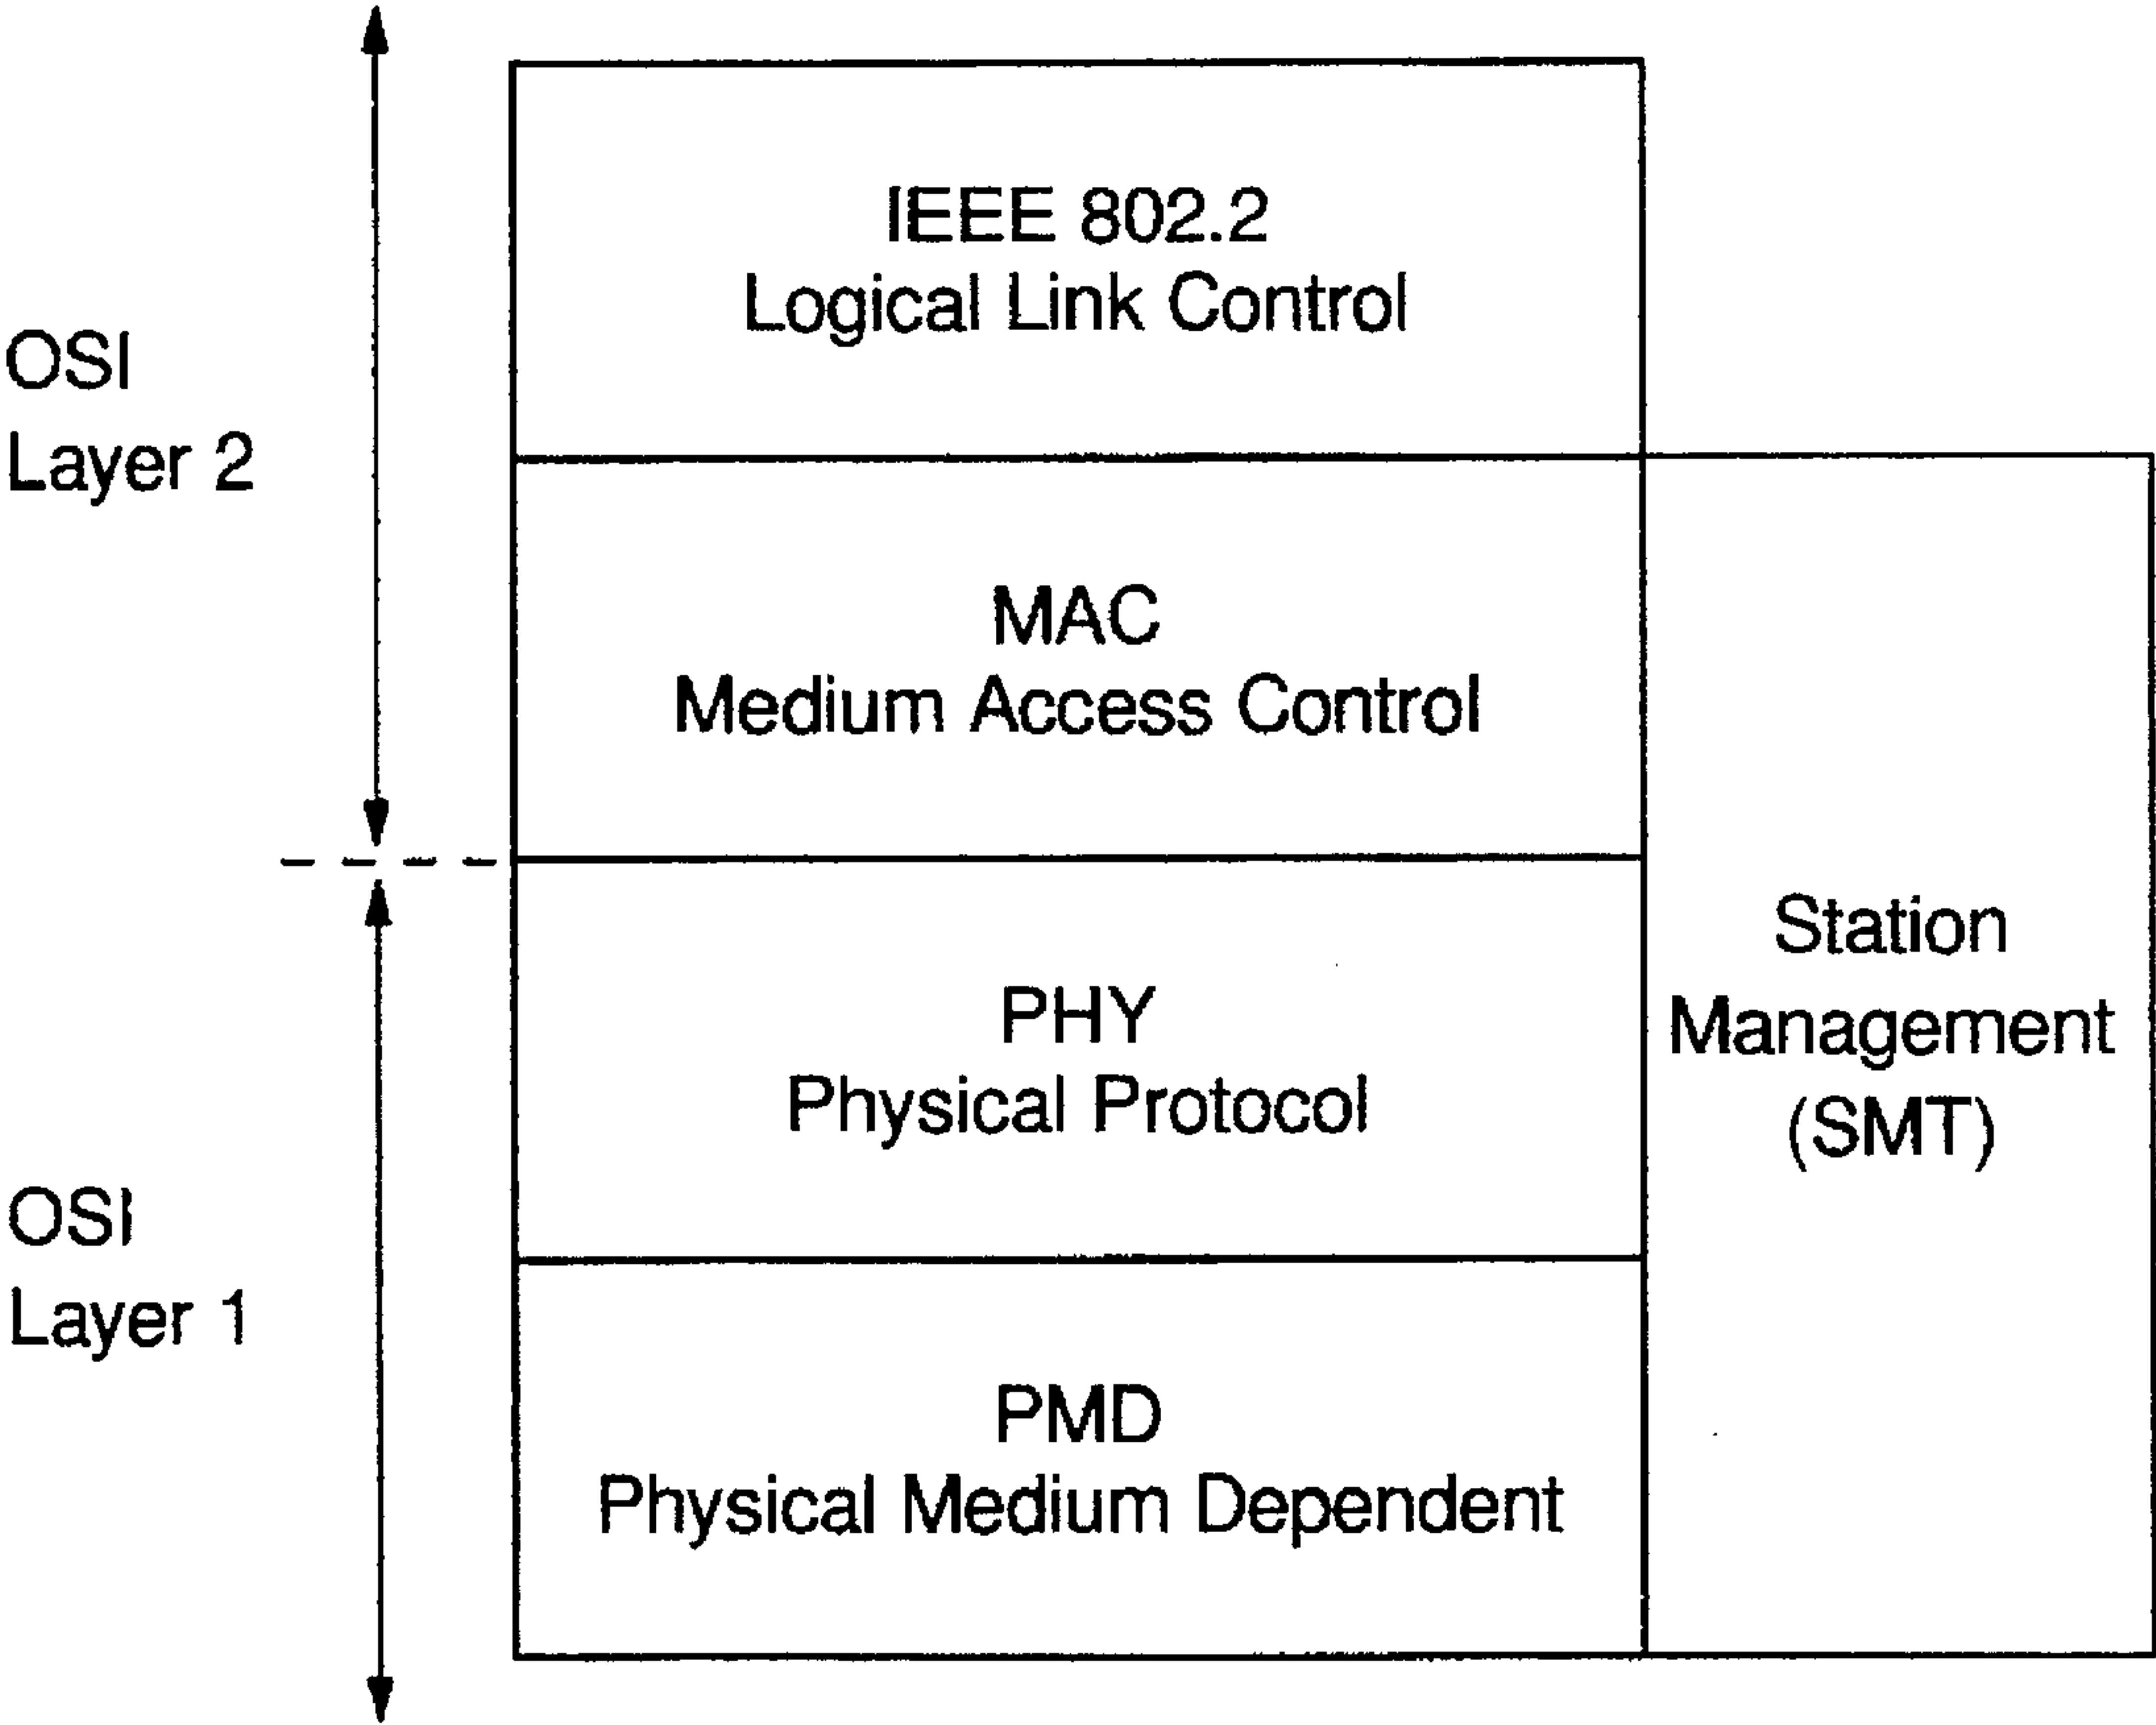 OSI
Layer 2
IEEE 802.2
Logical Link Control
MAC
Medium Access Control
OSI
Layer 1
PHY
Physical Protocol
PMD
Physical Medium Dependent
Station
Management
(SMT)